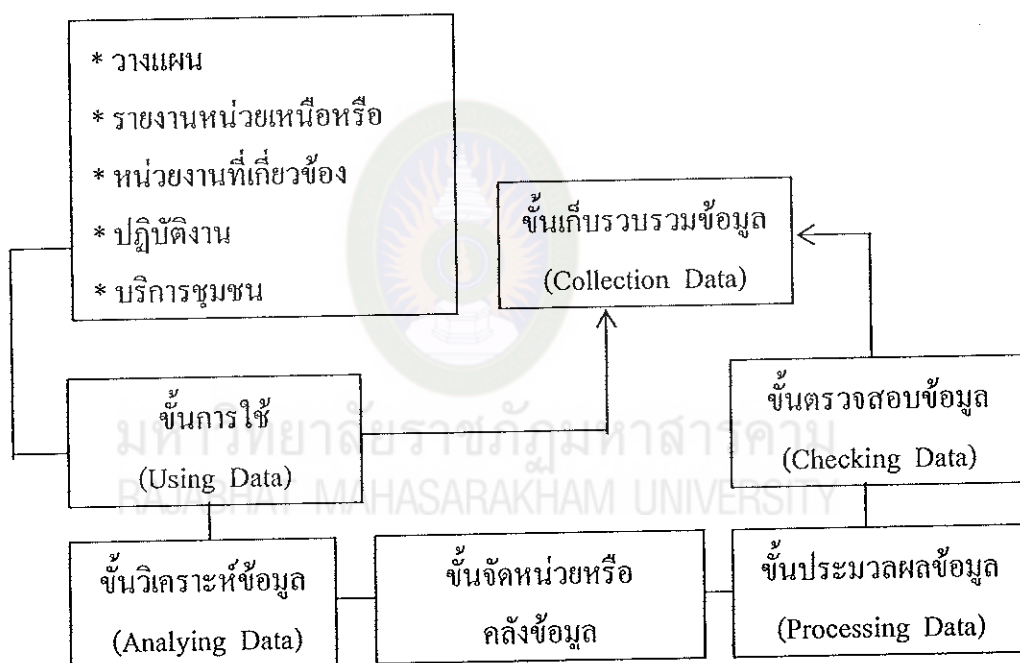 * วางแผน
* รายงานหน่วยเหนือหรือ
* หน่วยงานที่เกี่ยวข้อง
* ปฏิบัติงาน
* บริการชุมชน
ขั้นเก็บรวบรวมข้อมูล
(Collection Data)
ขั้นการใช้
(Using Data)
ขั้นตรวจสอบข้อมูล
(Checking Data)
มหาวิทยาลัยราชภัฏมหาสารคาม
RAJABHAT MAHASARAKHAM UNIVERSITY
ขั้นวิเคราะห์ข้อมูล
(Analying Data)
ขั้นจัดหน่วยหรือ
คลังข้อมูล
ขั้นประมวลผลข้อมูล
(Processing Data)